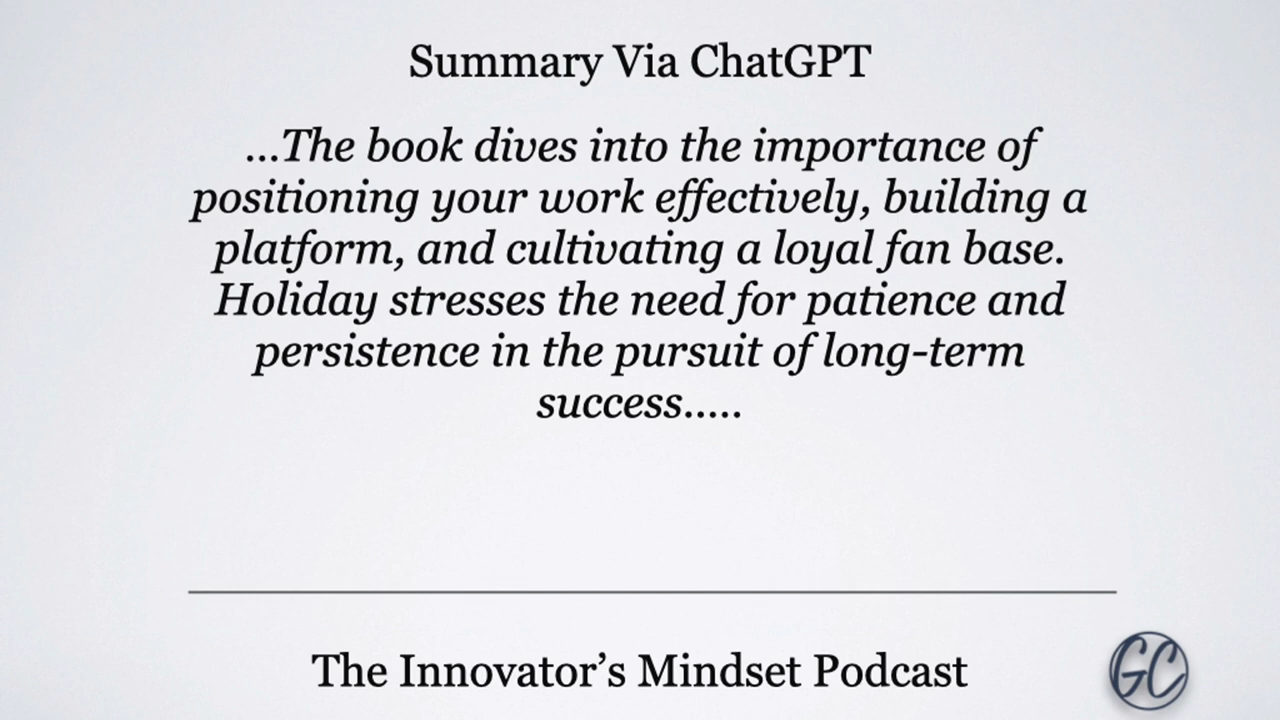 Summary Via ChatGPT
...The book dives into the importance of
positioning your work effectively, building a
platform, and cultivating a loyal fan base.
Holiday stresses the need for patience and
persistence in the pursuit of long-term
success.....
The Innovator’s Mindset Podcast
GC